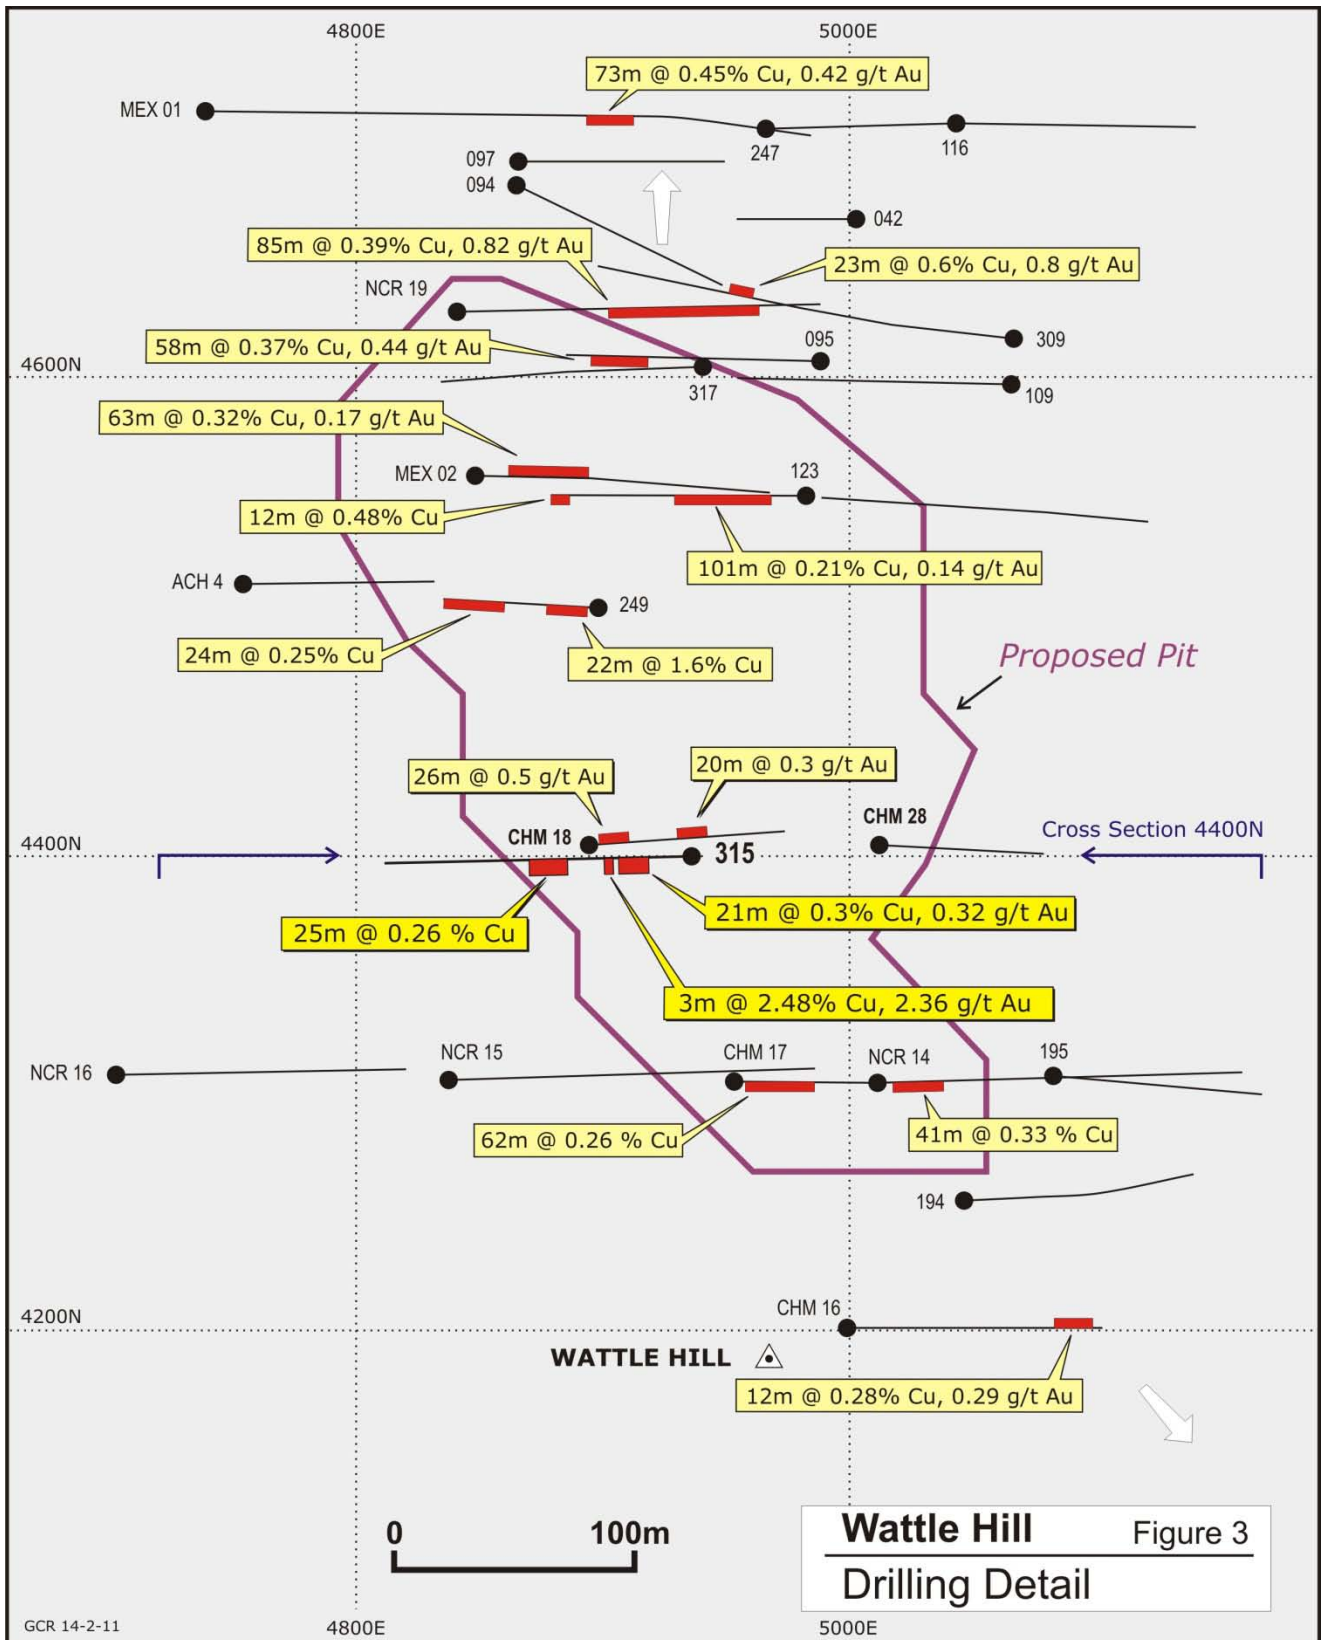 4800E
5000E
73m @ 0.45% Cu, 0.42 g/t Au
MEX 01
247
116
097
094
042
85m @ 0.39% Cu, 0.82 g/t Au
23m @ 0.6% Cu, 0.8 g/t Au
NCR 19
309
58m @ 0.37% Cu, 0.44 g/t Au
095
4600N
317
109
63m @ 0.32% Cu, 0.17 g/t Au
MEX 02
123
12m @ 0.48% Cu
101m @ 0.21% Cu, 0.14 g/t Au
ACH 4
249
24m @ 0.25% Cu
22m @ 1.6% Cu
Proposed Pit
26m @ 0.5 g/t Au
20m @ 0.3 g/t Au
CHM 18
CHM 28
Cross Section 4400N
4400N
315
21m @ 0.3% Cu, 0.32 g/t Au
25m @ 0.26 % Cu
3m @ 2.48% Cu, 2.36 g/t Au
NCR 16
NCR 15
CHM 17
NCR 14
195
62m @ 0.26 % Cu
41m @ 0.33 % Cu
194
CHM 16
4200N
WATTLE HILL
12m @ 0.28% Cu, 0.29 g/t Au
0
100m
Wattle Hill
Figure 3
Drilling Detail
GCR 14-2-11
4800E
5000E